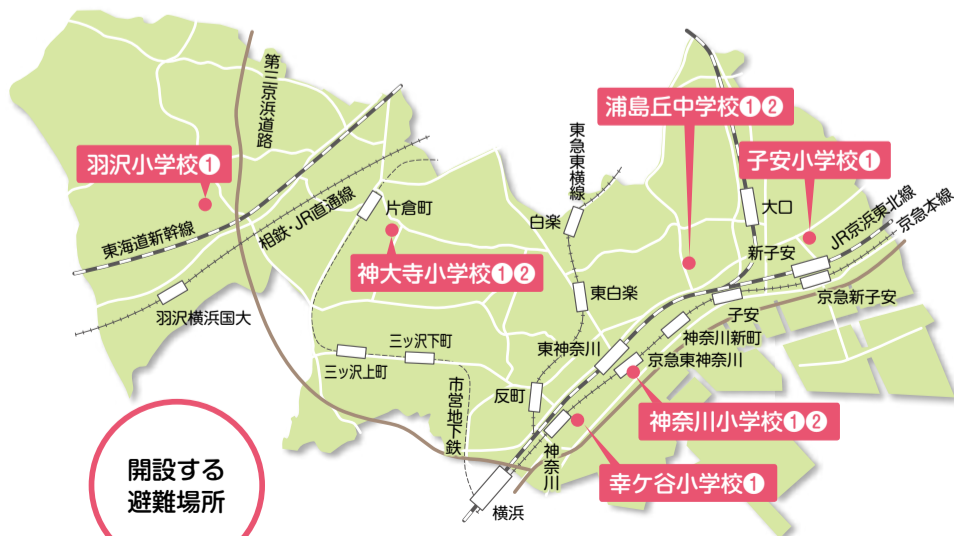 第三京浜道路
羽沢小学校❶
東海道新幹線
相鉄・JR直通線
羽沢横浜国大
片倉町
神大寺小学校❶❷
三ッ沢上町
三ッ沢下町
市営地下鉄
東急東横線
白楽
東白楽
反町
東神奈川
神奈川
横浜
浦島丘中学校❶❷
子安小学校❶
大口
新子安
JR京浜東北線
京急本線
京急新子安
子安
神奈川新町
京急東神奈川
神奈川小学校❶❷
幸ケ谷小学校❶
開設する
避難場所